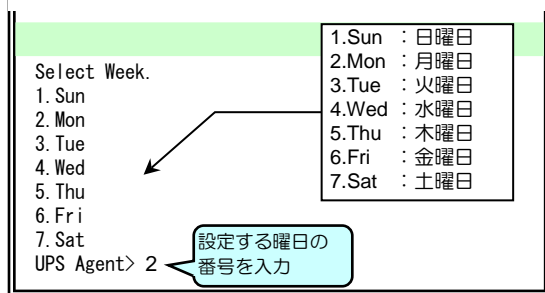 Select Week.
1. Sun
2. Mon
3. Tue
4. Wed
5. Thu
6. Fri
7. Sat
UPS Agent> 2
1.Sun ：日曜日
2.Mon ：月曜日
3.Tue ：火曜日
4.Wed ：水曜日
5.Thu ：木曜日
6.Fri ：金曜日
7.Sat ：土曜日
設定する曜日の
番号を入力